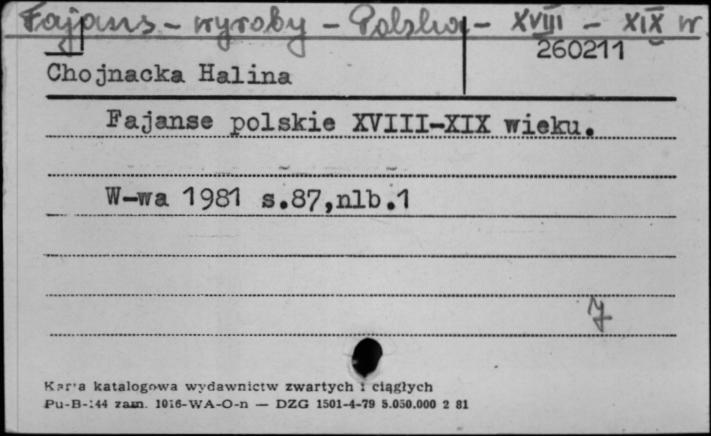 Fajans - wyroby - Polska - XVIII - XIX w
260211
Chojnacka Halina
Fajanse polskie XVIII-XIX wieku.
W-wa 1981 s.87,nlb.1
Karta katalogowa wydawnictw zwartych i ciągłych
Pu-B-144 zam. 1016-WA-O-n — DZG 1501-4-79 5.050.000 2 81